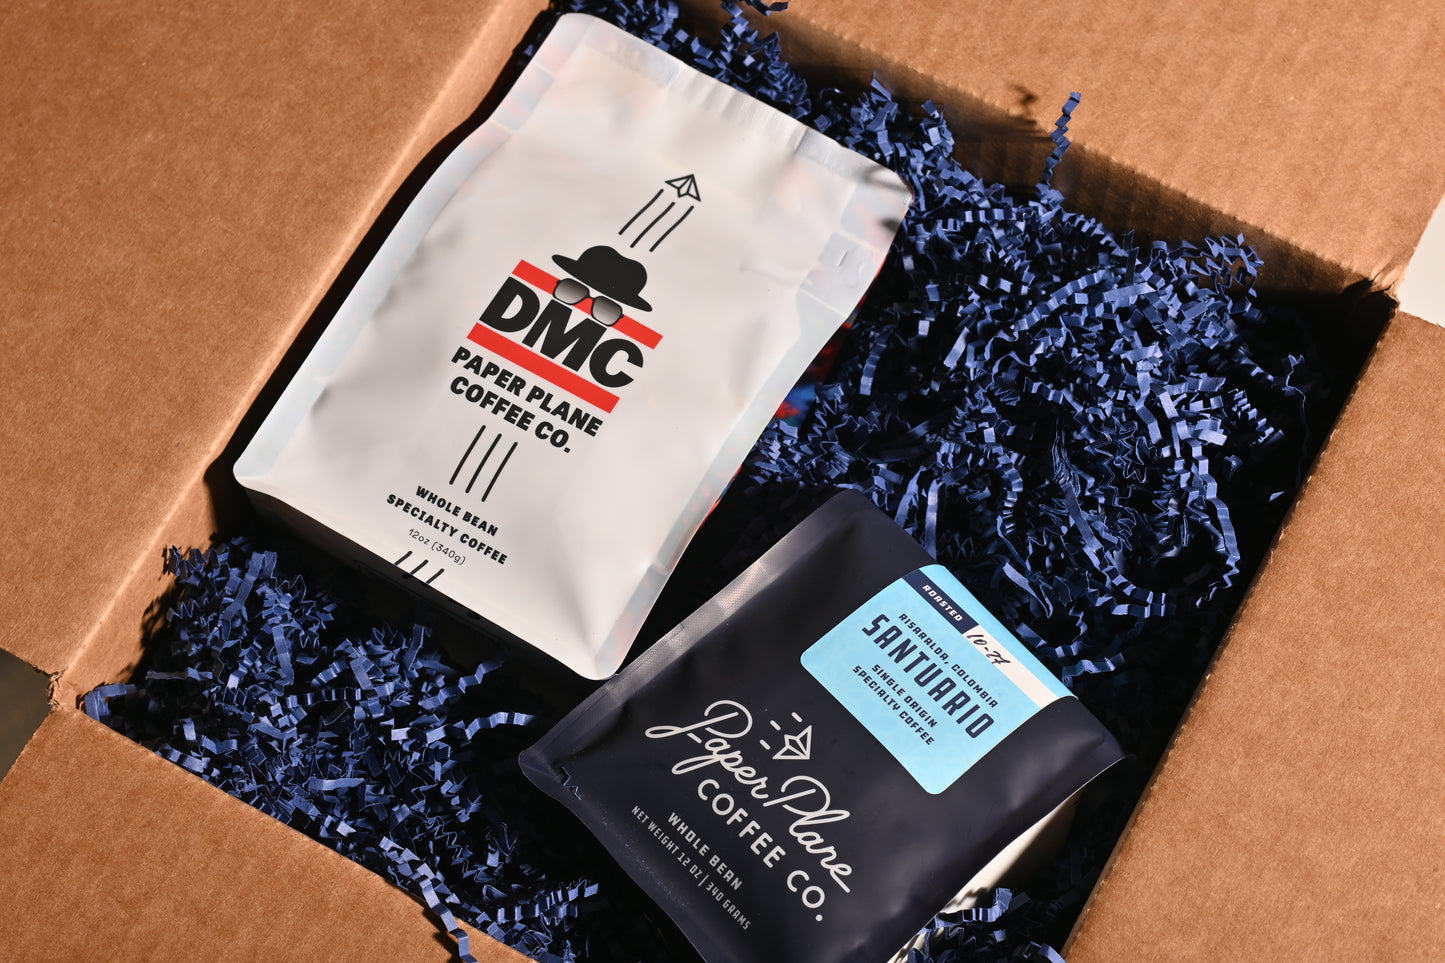 DMC
PAPER PLANE
COFFEE CO.
WHOLE BEAN
SPECIALTY COFFEE
12oz (340g)
ROASTED 10-27
RISARALDA, COLOMBIA
SANTUARIO
SINGLE ORIGIN
SPECIALTY COFFEE
Paper Plane
COFFEE CO.
WHOLE BEAN
NET WEIGHT 12 OZ | 340 GRAMS